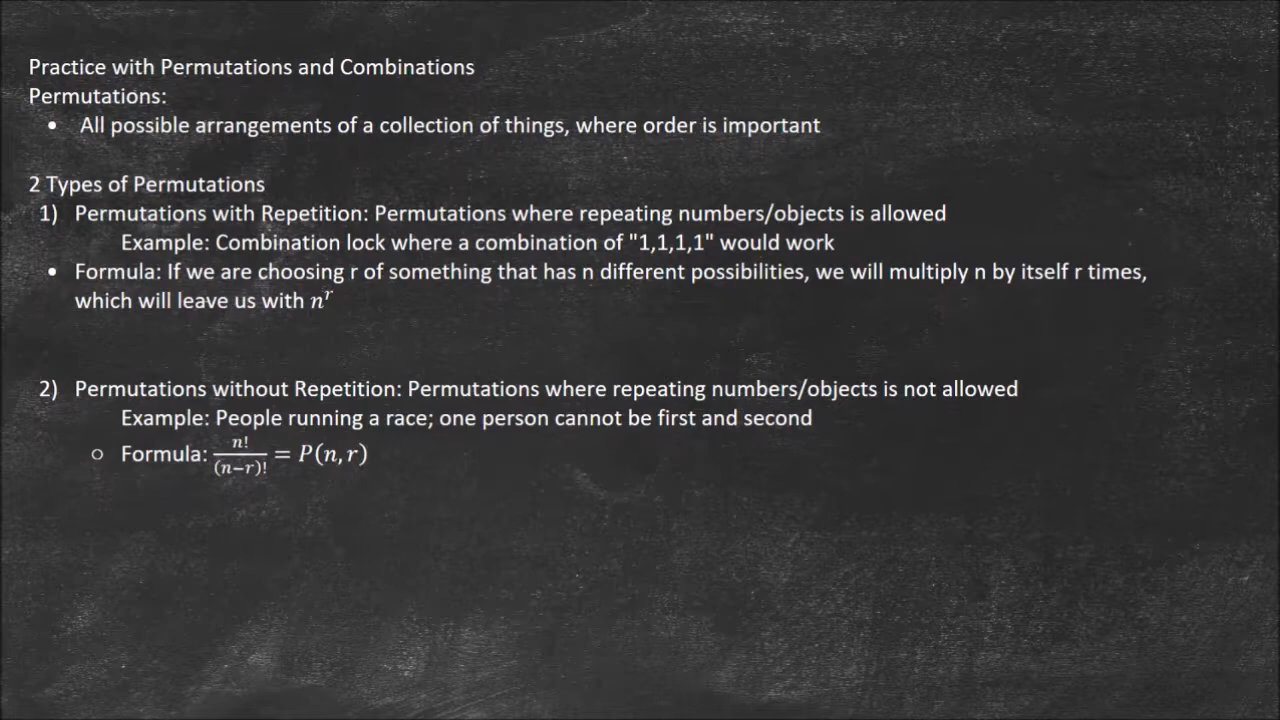 Practice with Permutations and Combinations
Permutations:
• All possible arrangements of a collection of things, where order is important
2 Types of Permutations
1) Permutations with Repetition: Permutations where repeating numbers/objects is allowed
Example: Combination lock where a combination of "1,1,1,1" would work
• Formula: If we are choosing r of something that has n different possibilities, we will multiply n by itself r times,
which will leave us with n^r
2) Permutations without Repetition: Permutations where repeating numbers/objects is not allowed
Example: People running a race; one person cannot be first and second
○ Formula: n!/(n−r)! = P(n,r)